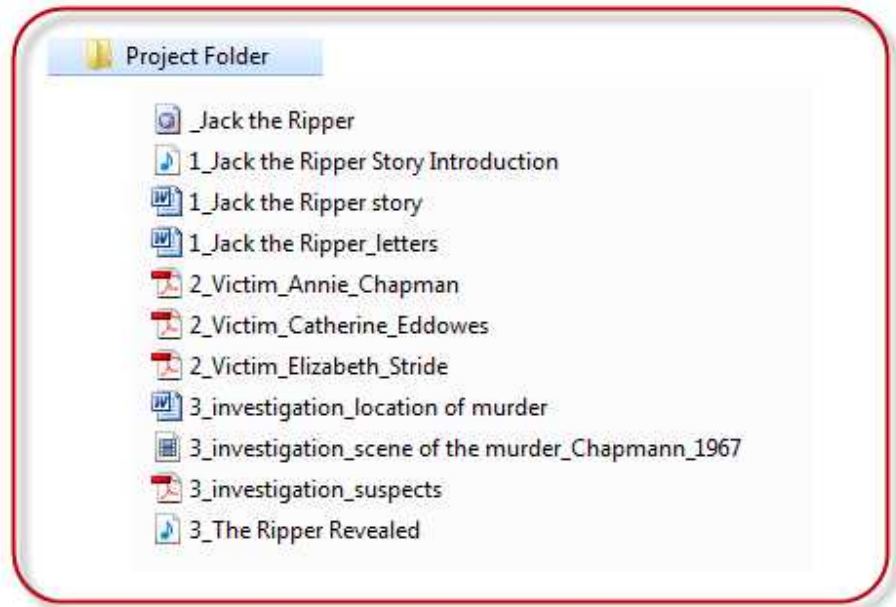 Project Folder
_Jack the Ripper
1_Jack the Ripper Story Introduction
1_Jack the Ripper story
1_Jack the Ripper_letters
2_Victim_Annie_Chapman
2_Victim_Catherine_Eddowes
2_Victim_Elizabeth_Stride
3_investigation_location of murder
3_investigation_scene of the murder_Chapmann_1967
3_investigation_suspects
3_The Ripper Revealed